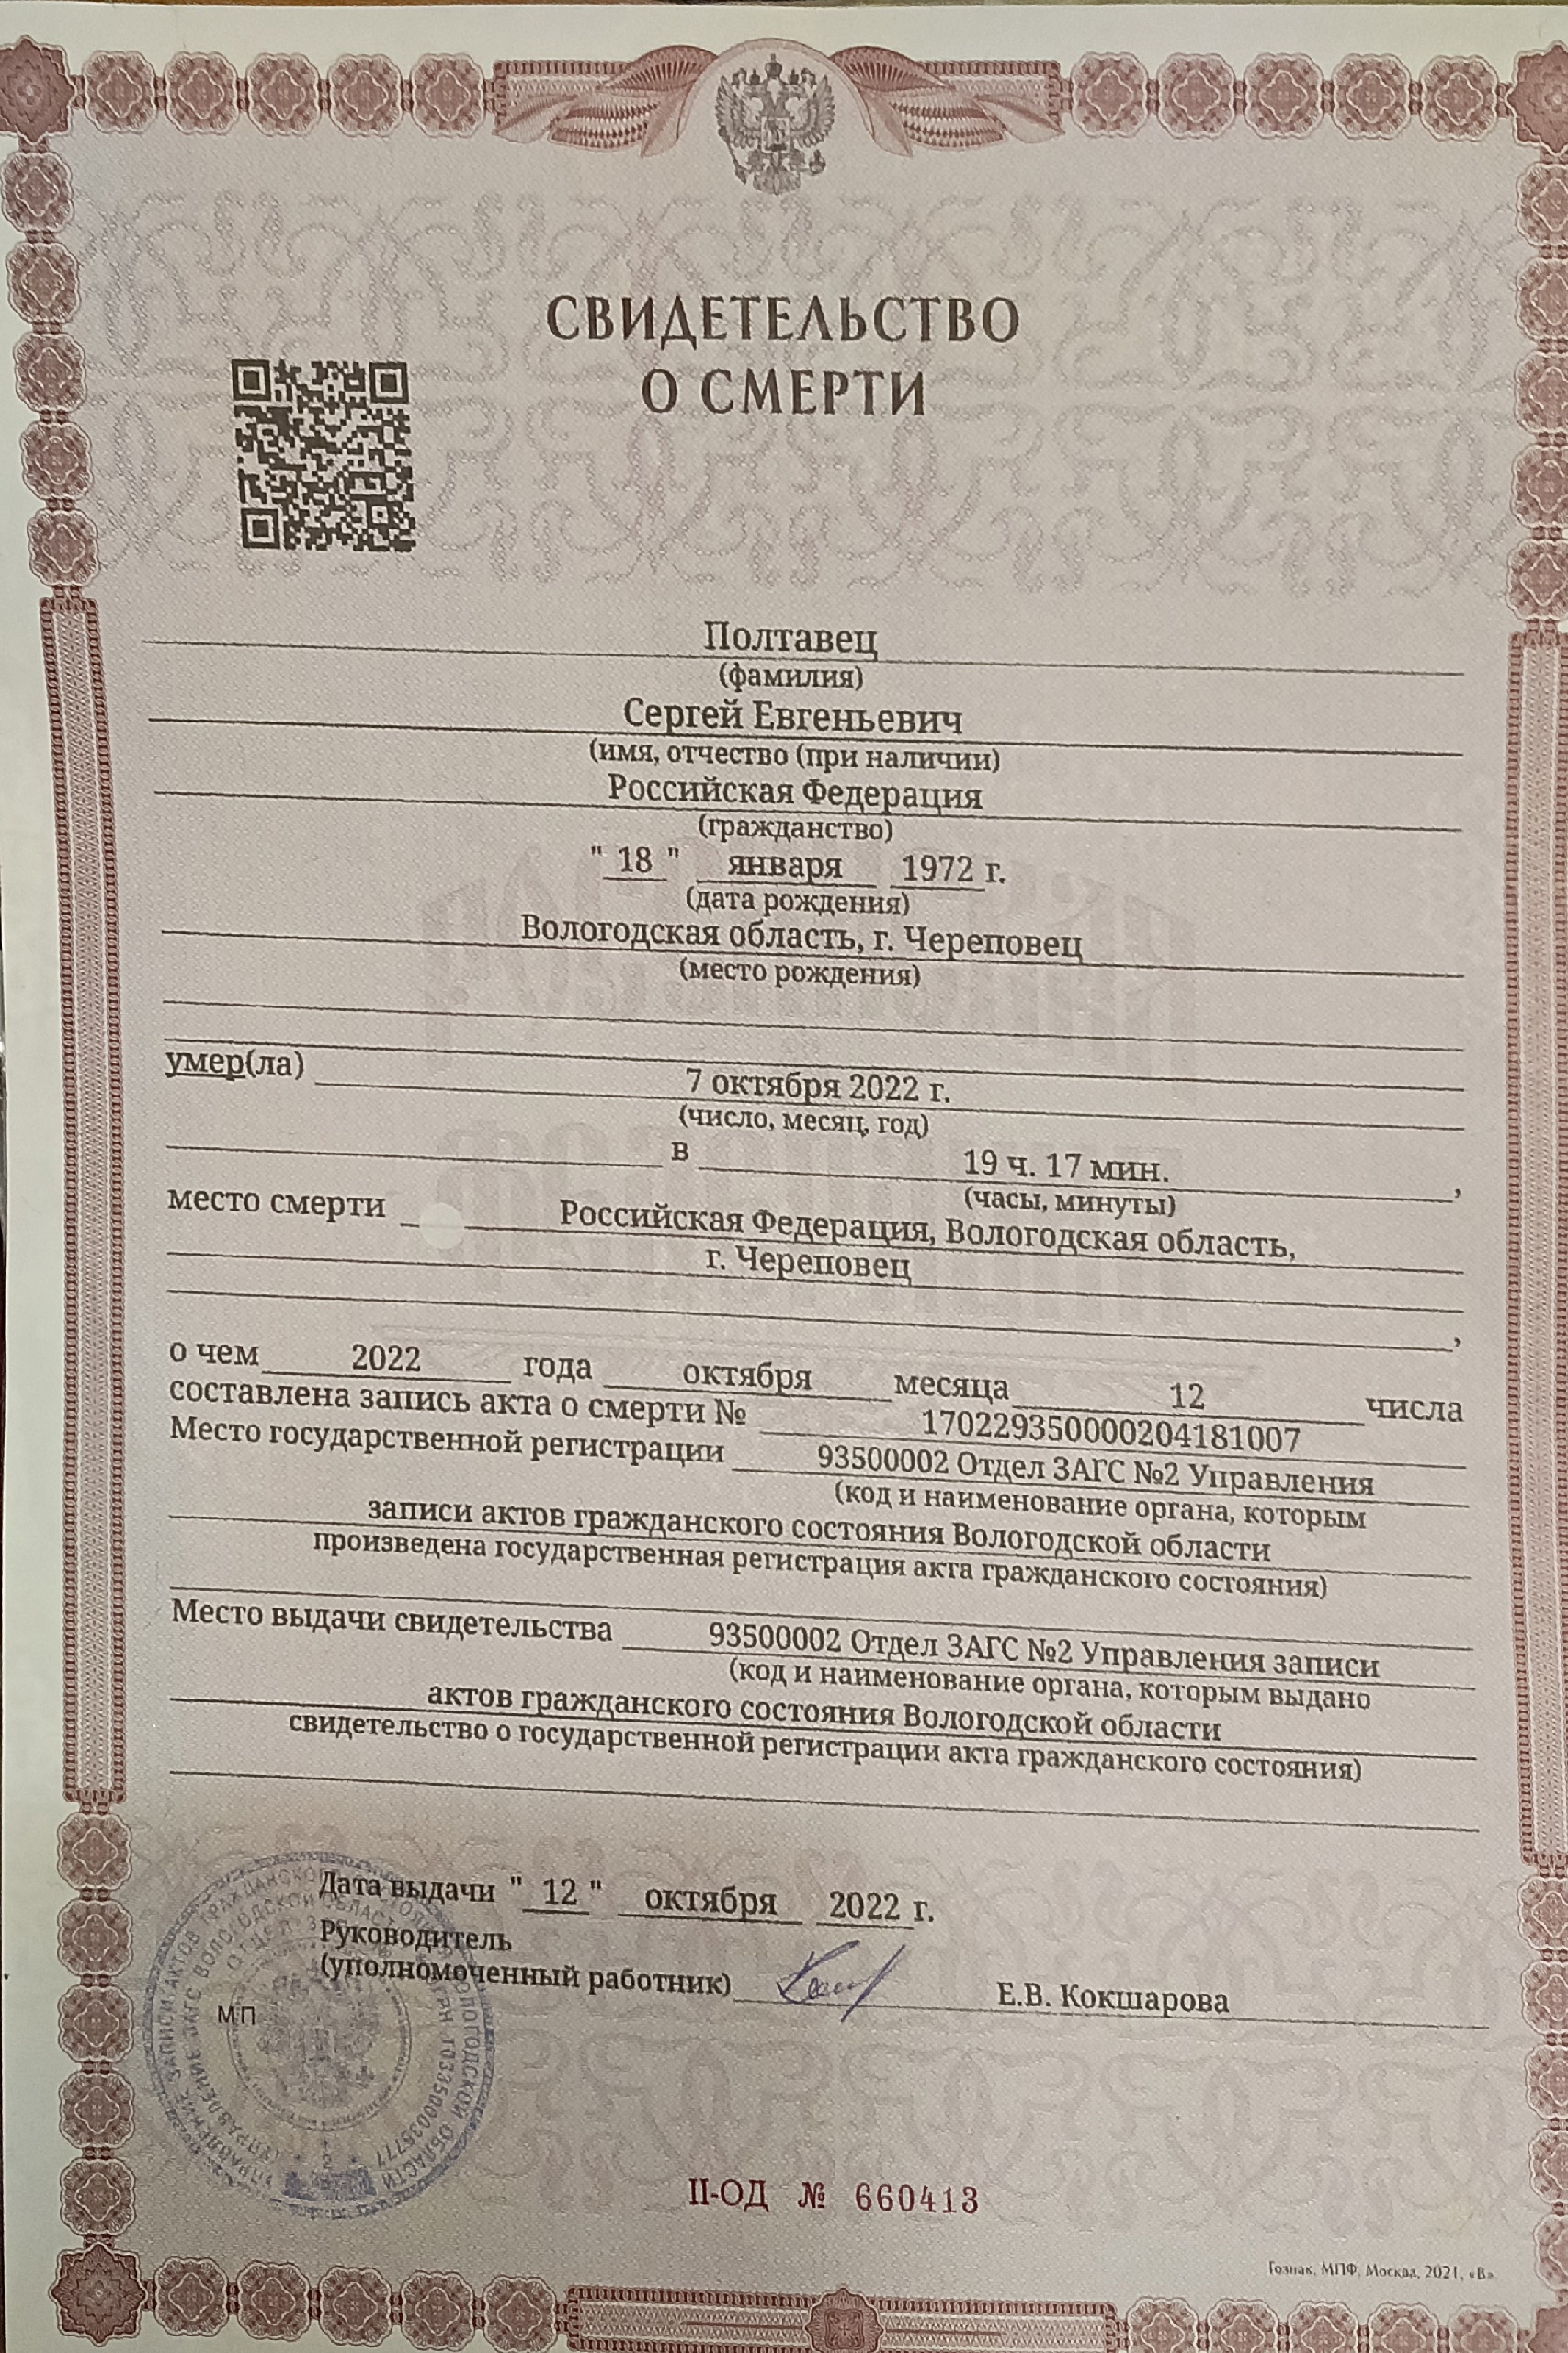 СВИДЕТЕЛЬСТВО
О СМЕРТИ
Полтавец
(фамилия)
Сергей Евгеньевич
(имя, отчество (при наличии)
Российская Федерация
(гражданство)
" 18 " января 1972 г.
(дата рождения)
Вологодская область, г. Череповец
(место рождения)
умер(ла) 7 октября 2022 г.
(число, месяц, год)
в 19 ч. 17 мин. ,
(часы, минуты)
место смерти Российская Федерация, Вологодская область,
г. Череповец
,
о чем 2022 года октября месяца 12 числа
составлена запись акта о смерти № 170229350000204181007
Место государственной регистрации 93500002 Отдел ЗАГС №2 Управления
(код и наименование органа, которым
записи актов гражданского состояния Вологодской области
произведена государственная регистрация акта гражданского состояния)
Место выдачи свидетельства 93500002 Отдел ЗАГС №2 Управления записи
(код и наименование органа, которым выдано
актов гражданского состояния Вологодской области
свидетельство о государственной регистрации акта гражданского состояния)
Дата выдачи " 12 " октября 2022 г.
Руководитель
(уполномоченный работник) Е.В. Кокшарова
МП
II-ОД № 660413
Гознак, МПФ, Москва, 2021, «В».